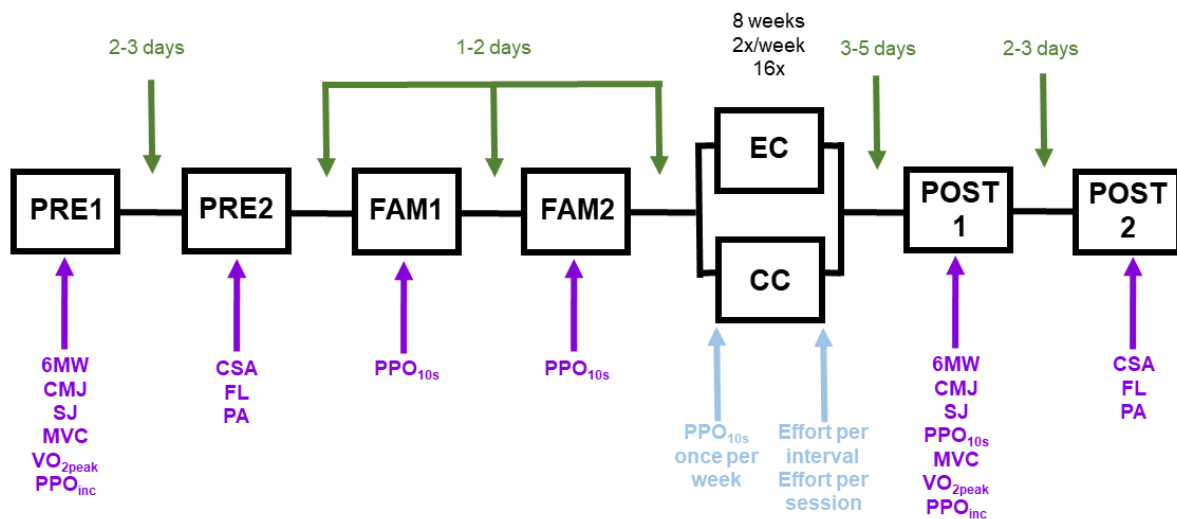 2-3 days
1-2 days
8 weeks
2x/week
16x
3-5 days
2-3 days
PRE1
PRE2
FAM1
FAM2
EC
CC
POST
1
POST
2
6MW
CMJ
SJ
MVC
VO2peak
PPOinc
CSA
FL
PA
PPO10s
PPO10s
PPO10s
once per
week
Effort per
interval
Effort per
session
6MW
CMJ
SJ
PPO10s
MVC
VO2peak
PPOinc
CSA
FL
PA